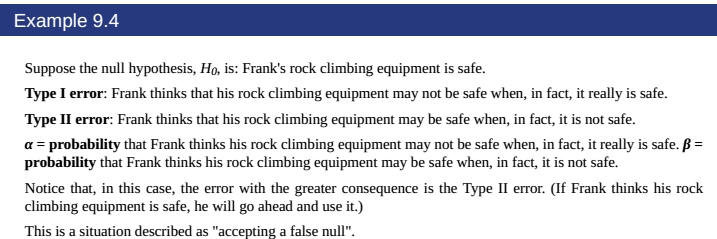 Example 9.4
Suppose the null hypothesis, H0, is: Frank's rock climbing equipment is safe.
Type I error: Frank thinks that his rock climbing equipment may not be safe when, in fact, it really is safe.
Type II error: Frank thinks that his rock climbing equipment may be safe when, in fact, it is not safe.
α = probability that Frank thinks his rock climbing equipment may not be safe when, in fact, it really is safe. β =
probability that Frank thinks his rock climbing equipment may be safe when, in fact, it is not safe.
Notice that, in this case, the error with the greater consequence is the Type II error. (If Frank thinks his rock
climbing equipment is safe, he will go ahead and use it.)
This is a situation described as "accepting a false null".